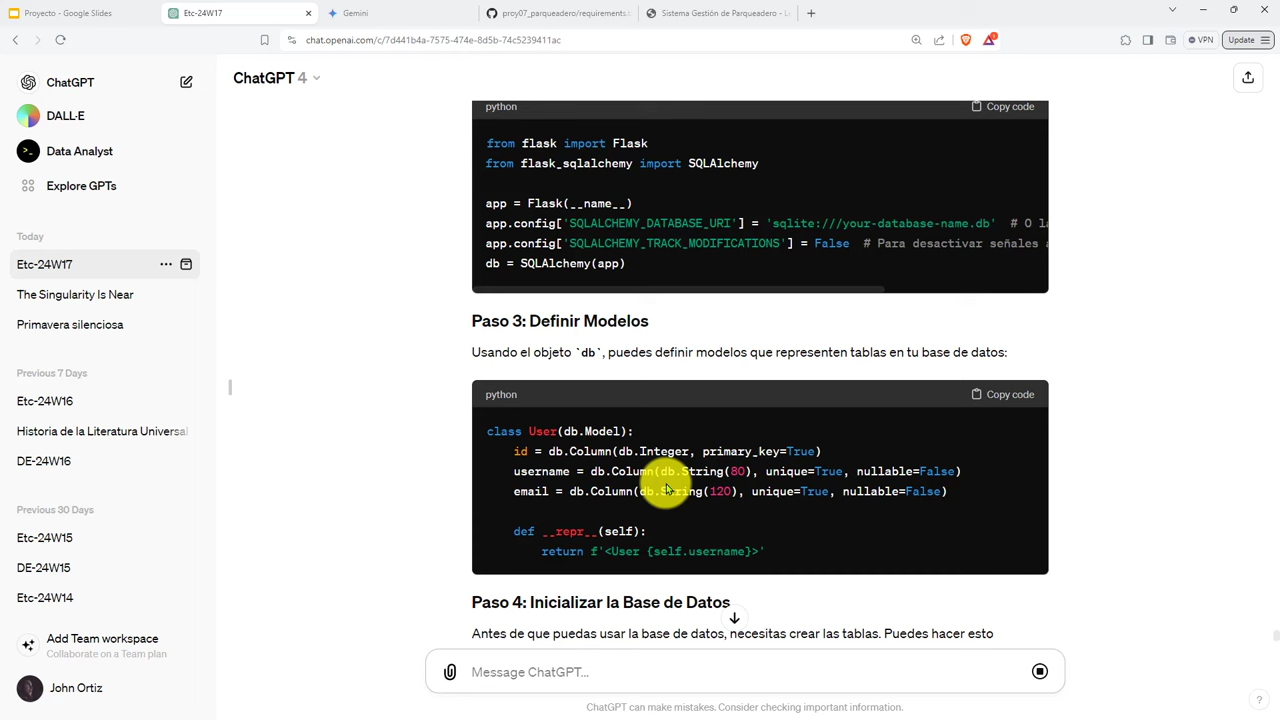 Proyecto - Google Slides
Etc-24W17
Gemini
proy07_parqueadero/requirements.
Sistema Gestión de Parqueadero - L
chat.openai.com/c/7d441b4a-7575-474e-8d5b-74c5239411ac
VPN
Update
ChatGPT
DALL·E
Data Analyst
Explore GPTs
Today
Etc-24W17
The Singularity Is Near
Primavera silenciosa
Previous 7 Days
Etc-24W16
Historia de la Literatura Universal
DE-24W16
Previous 30 Days
Etc-24W15
DE-24W15
Etc-24W14
Add Team workspace
Collaborate on a Team plan
John Ortiz
ChatGPT 4
python
Copy code
from flask import Flask
from flask_sqlalchemy import SQLAlchemy
app = Flask(__name__)
app.config['SQLALCHEMY_DATABASE_URI'] = 'sqlite:///your-database-name.db' # O la
app.config['SQLALCHEMY_TRACK_MODIFICATIONS'] = False # Para desactivar señales
db = SQLAlchemy(app)
Paso 3: Definir Modelos
Usando el objeto `db`, puedes definir modelos que representen tablas en tu base de datos:
python
Copy code
class User(db.Model):
id = db.Column(db.Integer, primary_key=True)
username = db.Column(db.String(80), unique=True, nullable=False)
email = db.Column(db.String(120), unique=True, nullable=False)
def __repr__(self):
return f'<User {self.username}>'
Paso 4: Inicializar la Base de Datos
Antes de que puedas usar la base de datos, necesitas crear las tablas. Puedes hacer esto
Message ChatGPT...
ChatGPT can make mistakes. Consider checking important information.
?